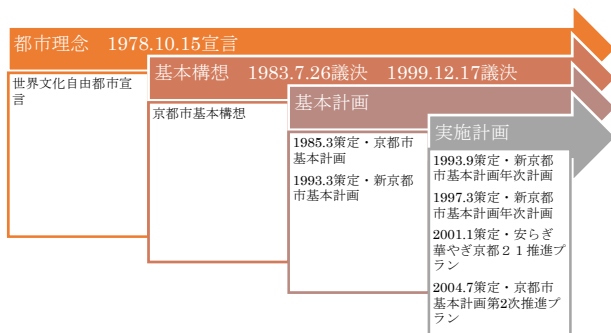 都市理念　1978.10.15宣言
世界文化自由都市宣
言
基本構想　1983.7.26議決　1999.12.17議決
京都市基本構想
基本計画
1985.3策定・京都市
基本計画
1993.3策定・新京都
市基本計画
実施計画
1993.9策定・新京都
市基本計画年次計画
1997.3策定・新京都
市基本計画年次計画
2001.1策定・安らぎ
華やぎ京都２１推進プ
ラン
2004.7策定・京都市
基本計画第2次推進プ
ラン